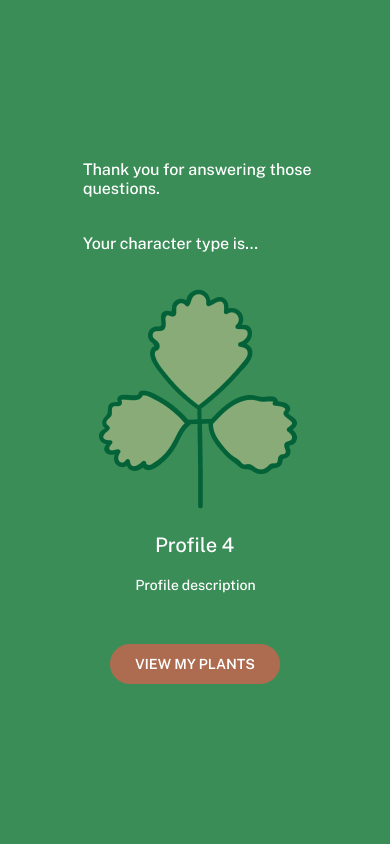 Thank you for answering those
questions.
Your character type is...
Profile 4
Profile description
VIEW MY PLANTS